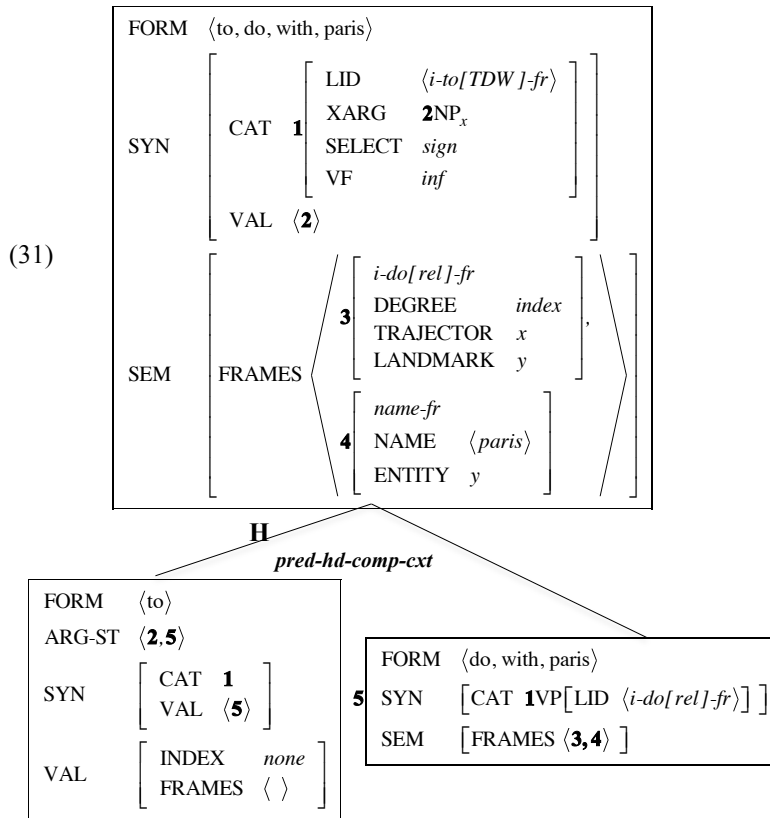 FORM ⟨to, do, with, paris⟩
LID ⟨i-to[TDW]-fr⟩
XARG 2NPx
CAT 1
SYN
SELECT sign
VF inf
VAL ⟨2⟩
(31)
i-do[rel]-fr
DEGREE index
3
TRAJECTOR x
,
LANDMARK y
SEM FRAMES
name-fr
4 NAME ⟨paris⟩
ENTITY y
H
pred-hd-comp-cxt
FORM ⟨to⟩
ARG-ST ⟨2,5⟩
SYN
CAT 1
VAL ⟨5⟩
VAL
INDEX none
FRAMES ⟨ ⟩
5
FORM ⟨do, with, paris⟩
SYN [CAT 1VP[LID ⟨i-do[rel]-fr⟩] ]
SEM [FRAMES ⟨3,4⟩ ]